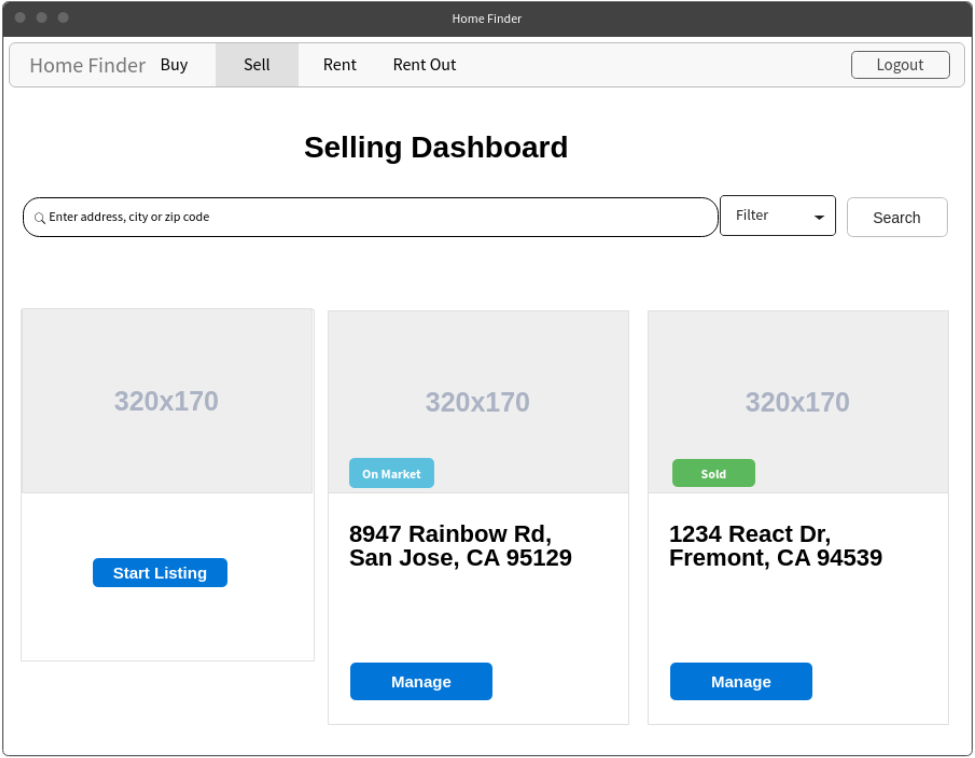 Home Finder
Home Finder Buy Sell Rent Rent Out Logout
Selling Dashboard
Enter address, city or zip code Filter Search
320x170 320x170 320x170
On Market Sold
8947 Rainbow Rd,
San Jose, CA 95129
1234 React Dr,
Fremont, CA 94539
Start Listing
Manage Manage